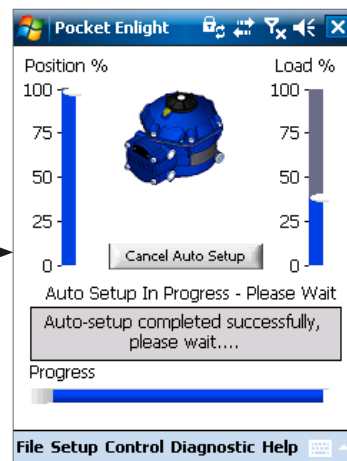 Pocket Enlight
Position %
Load %
100
100
75
75
50
50
25
25
0
0
Cancel Auto Setup
Auto Setup In Progress - Please Wait
Auto-setup completed successfully,
please wait....
Progress
File Setup Control Diagnostic Help